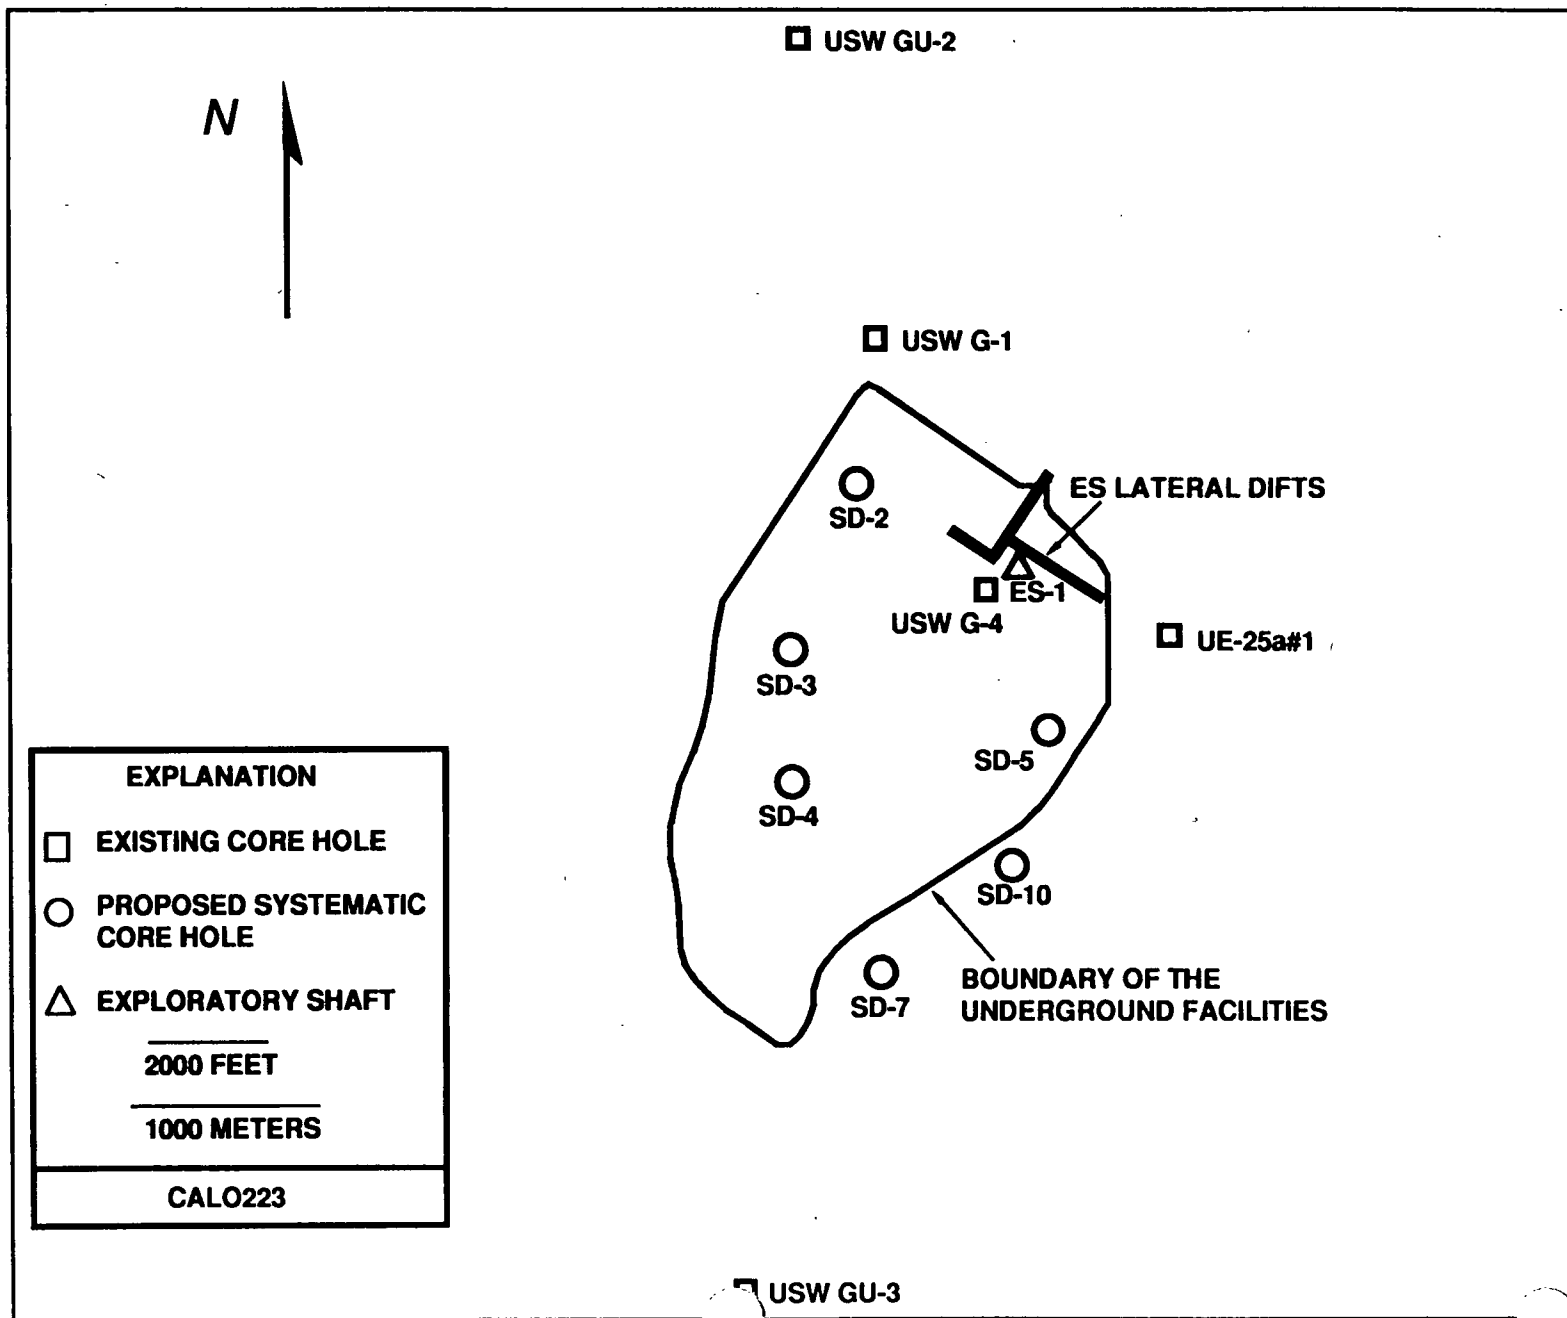 USW GU-2
N
USW G-1
ES LATERAL DIFTS
SD-2
ES-1
USW G-4
UE-25a#1
SD-3
SD-5
SD-4
SD-10
BOUNDARY OF THE
UNDERGROUND FACILITIES
SD-7
EXPLANATION
EXISTING CORE HOLE
PROPOSED SYSTEMATIC
CORE HOLE
EXPLORATORY SHAFT
2000 FEET
1000 METERS
CALO223
USW GU-3